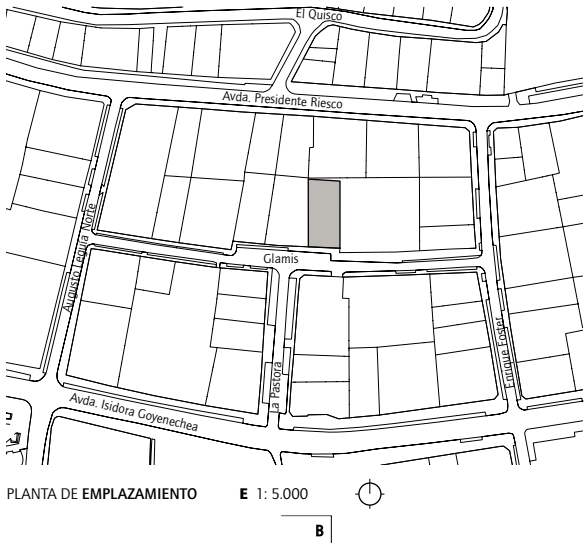 El Quisco
Avda. Presidente Riesco
Augusto Leguía Norte
Glamis
La Pastora
Enrique Foster
Avda. Isidora Goyenechea
PLANTA DE EMPLAZAMIENTO E 1: 5.000
B